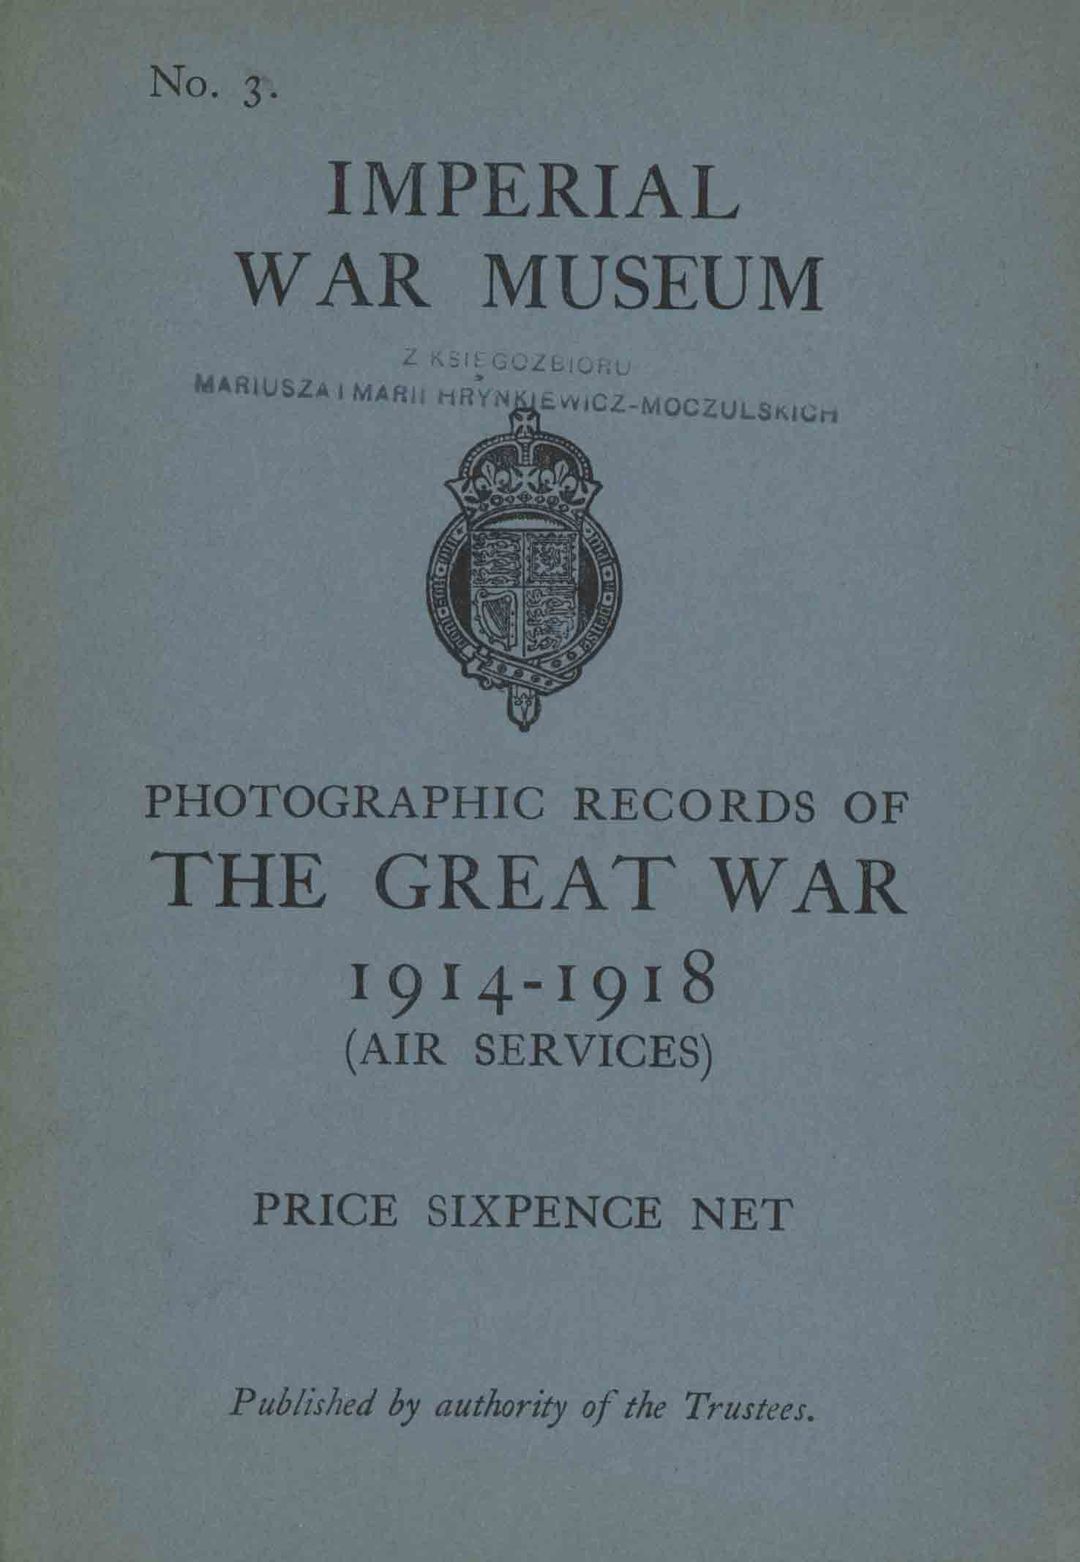 No. 3.
IMPERIAL
WAR MUSEUM
Z KSIĘGOZBIORU
MARIUSZA I MARII HRYNKIEWICZ-MOCZULSKICH
PHOTOGRAPHIC RECORDS OF
THE GREAT WAR
1914-1918
(AIR SERVICES)
PRICE SIXPENCE NET
Published by authority of the Trustees.